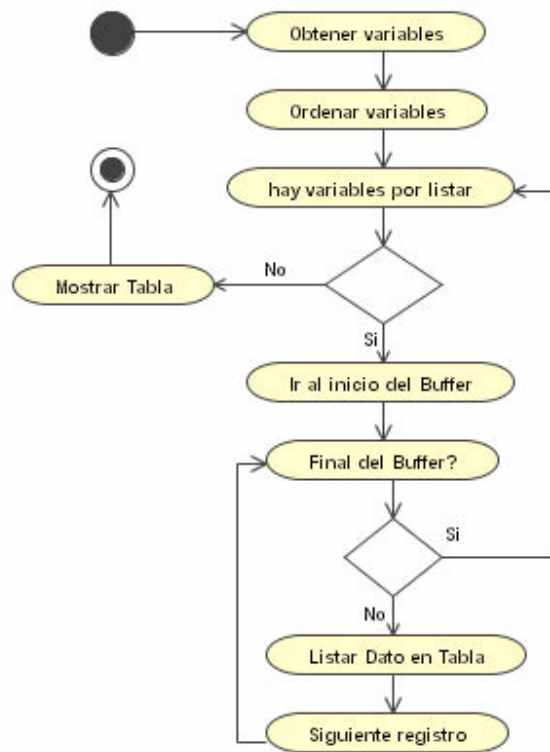 Obtener variables
Ordenar variables
hay variables por listar
No
Mostrar Tabla
Si
Ir al inicio del Buffer
Final del Buffer?
Si
No
Listar Dato en Tabla
Siguiente registro